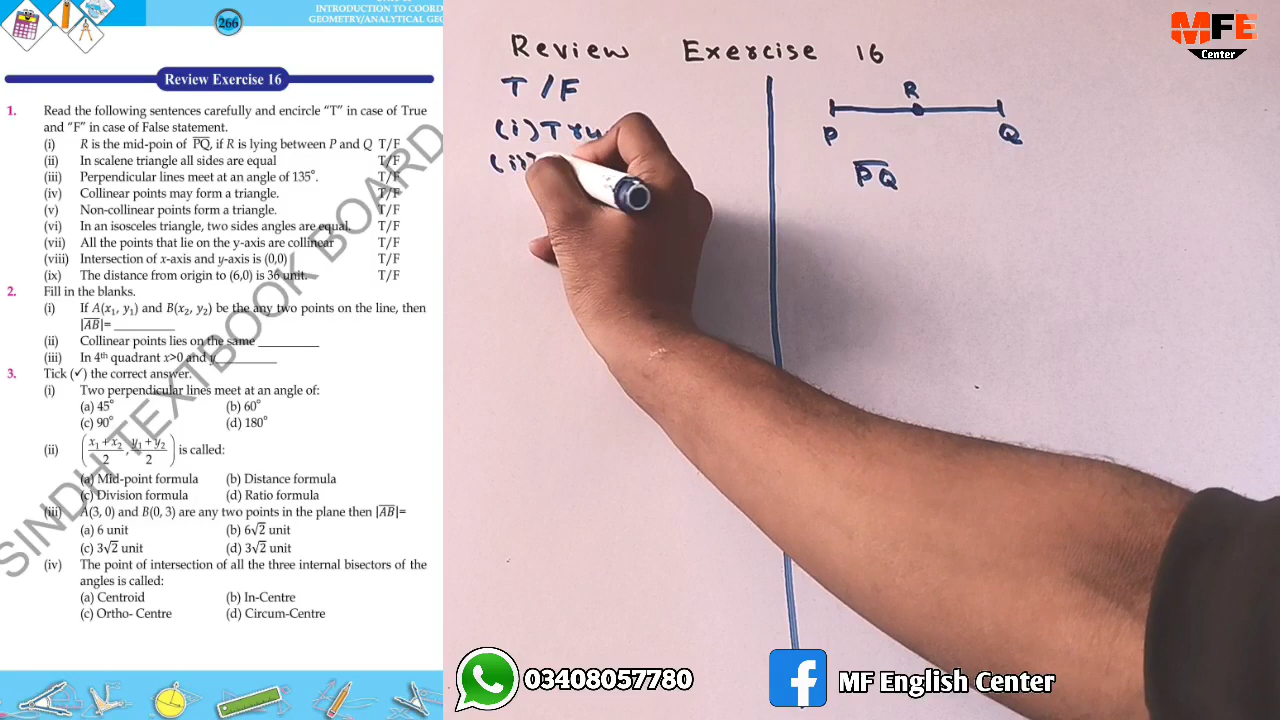 266
INTRODUCTION TO COORD
GEOMETRY/ANALYTICAL GEO
Review Exercise 16
1. Read the following sentences carefully and encircle "T" in case of True
and "F" in case of False statement.
(i) R is the mid-poin of P̅Q̅, if R is lying between P and Q T/F
(ii) In scalene triangle all sides are equal T/F
(iii) Perpendicular lines meet at an angle of 135°. T/F
(iv) Collinear points may form a triangle. T/F
(v) Non-collinear points form a triangle. T/F
(vi) In an isosceles triangle, two sides angles are equal. T/F
(vii) All the points that lie on the y-axis are collinear T/F
(viii) Intersection of x-axis and y-axis is (0,0) T/F
(ix) The distance from origin to (6,0) is 36 unit. T/F
2. Fill in the blanks.
(i) If A(x₁, y₁) and B(x₂, y₂) be the any two points on the line, then
|A̅B̅|= __________
(ii) Collinear points lies on the same __________
(iii) In 4th quadrant x>0 and y__________
3. Tick (✓) the correct answer.
(i) Two perpendicular lines meet at an angle of:
(a) 45° (b) 60°
(c) 90° (d) 180°
(ii) (x₁ + x₂ / 2, y₁ + y₂ / 2) is called:
(a) Mid-point formula (b) Distance formula
(c) Division formula (d) Ratio formula
(iii) A(3, 0) and B(0, 3) are any two points in the plane then |A̅B̅|=
(a) 6 unit (b) 6√2 unit
(c) 3√2 unit (d) 3√2 unit
(iv) The point of intersection of all the three internal bisectors of the
angles is called:
(a) Centroid (b) In-Centre
(c) Ortho- Centre (d) Circum-Centre
SINDH TEXTBOOK BOARD
Review Exercise 16
T/F
(i) Tru
(ii)
R
P Q
P̅Q̅
MFE
Center
03408057780
MF English Center